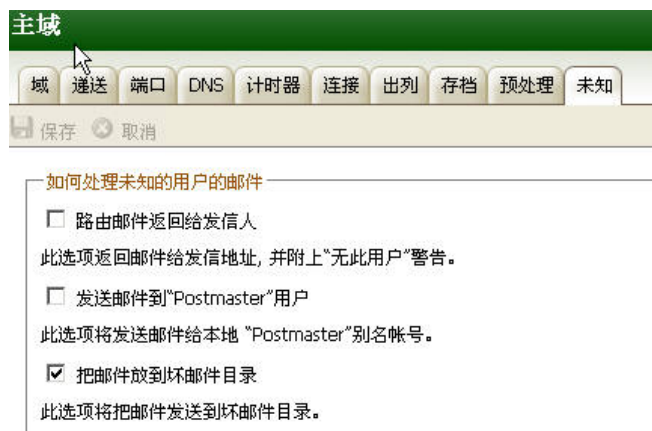 主域
域 递送 端口 DNS 计时器 连接 出列 存档 预处理 未知
保存 取消
如何处理未知的用户的邮件
路由邮件返回给发信人
此选项返回邮件给发信地址, 并附上“无此用户”警告。
发送邮件到“Postmaster”用户
此选项将发送邮件给本地 “Postmaster”别名帐号。
把邮件放到坏邮件目录
此选项将把邮件发送到坏邮件目录。